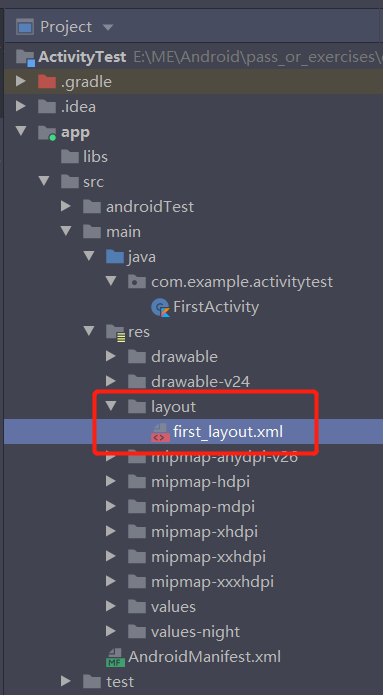 Project
ActivityTest E:\ME\Android\pass_or_exercises\
.gradle
.idea
app
libs
src
androidTest
main
java
com.example.activitytest
FirstActivity
res
drawable
drawable-v24
layout
first_layout.xml
mipmap-anydpi-v26
mipmap-hdpi
mipmap-mdpi
mipmap-xhdpi
mipmap-xxhdpi
mipmap-xxxhdpi
values
values-night
MF AndroidManifest.xml
test